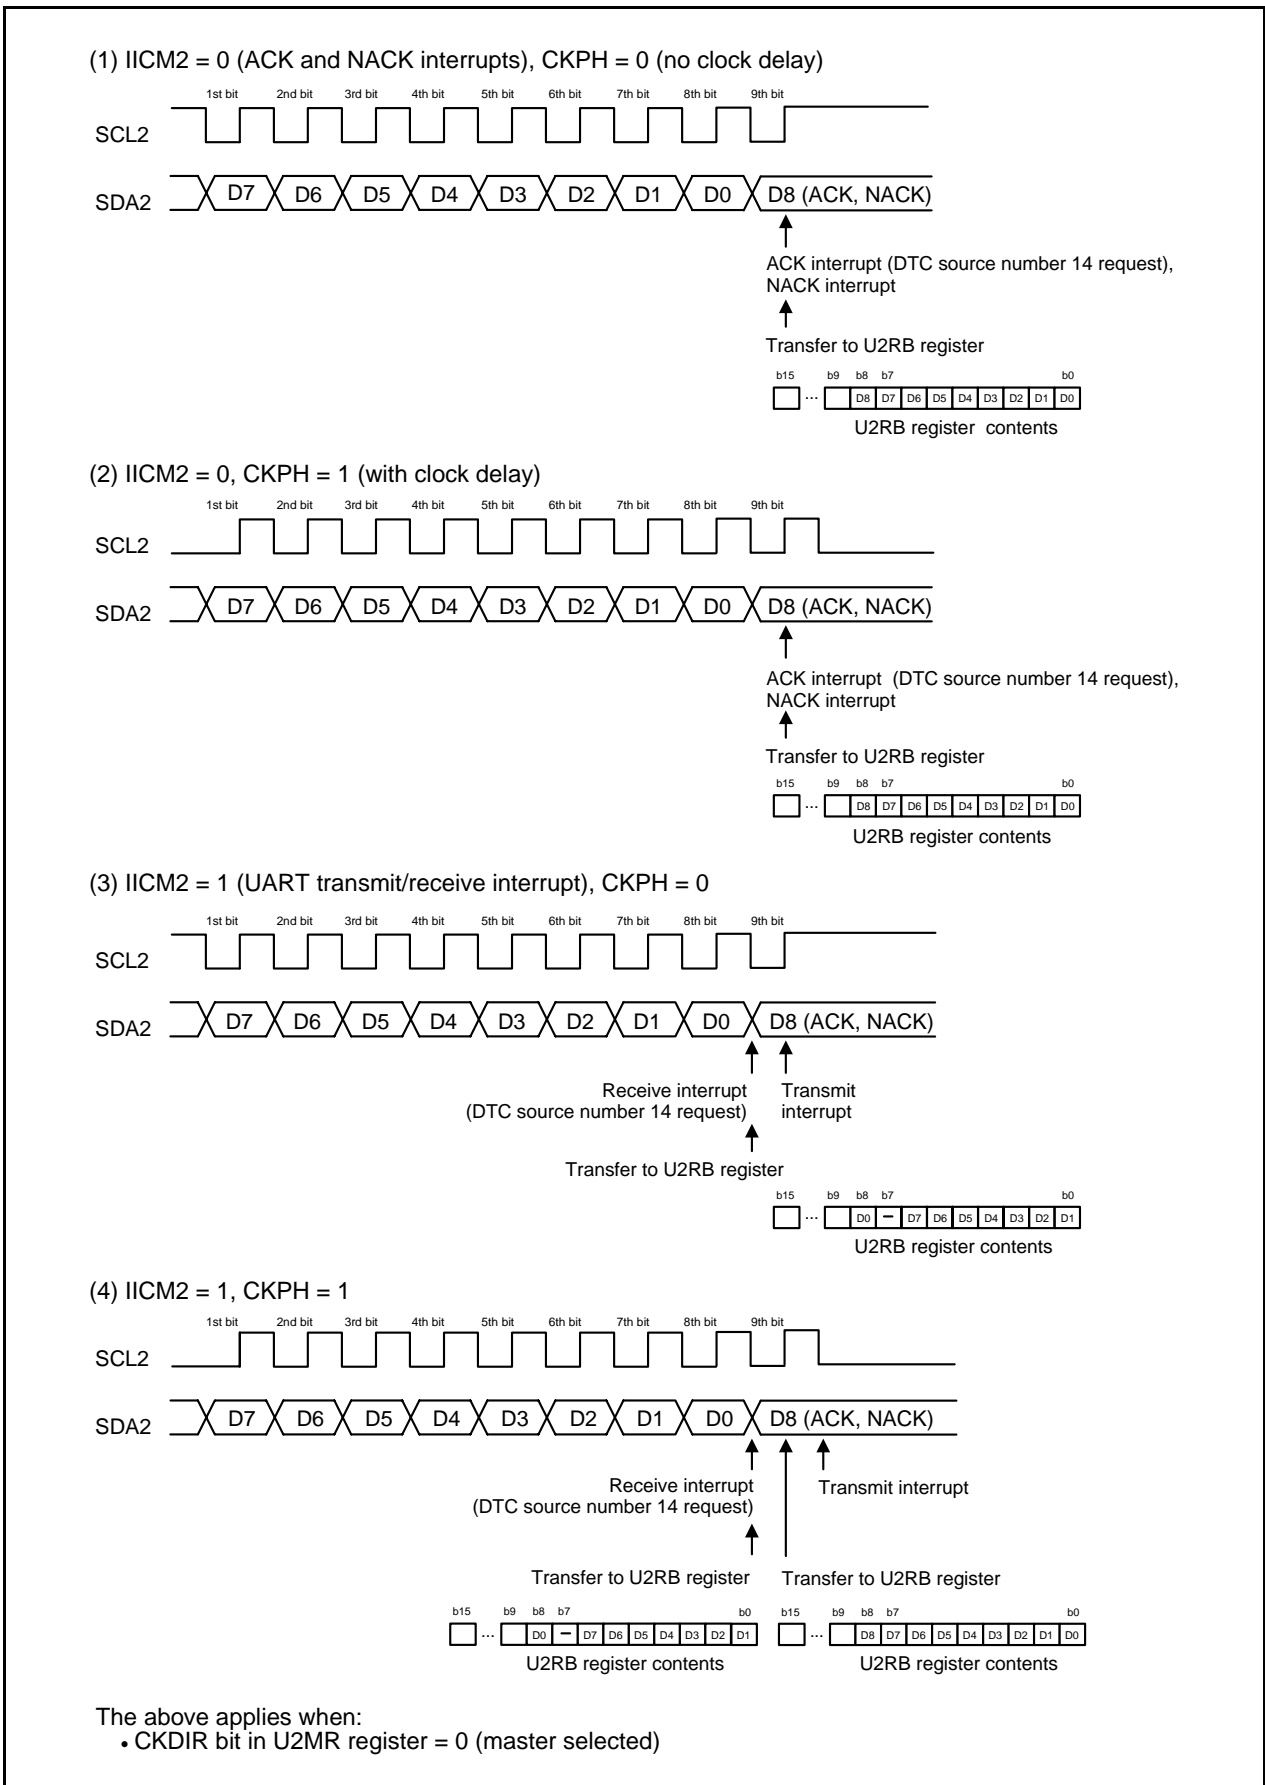 (1) IICM2 = 0 (ACK and NACK interrupts), CKPH = 0 (no clock delay)
1st bit 2nd bit 3rd bit 4th bit 5th bit 6th bit 7th bit 8th bit 9th bit
SCL2
SDA2 D7 D6 D5 D4 D3 D2 D1 D0 D8 (ACK, NACK)
ACK interrupt (DTC source number 14 request),
NACK interrupt
Transfer to U2RB register
b15 b9 b8 b7 b0
... D8 D7 D6 D5 D4 D3 D2 D1 D0
U2RB register contents
(2) IICM2 = 0, CKPH = 1 (with clock delay)
1st bit 2nd bit 3rd bit 4th bit 5th bit 6th bit 7th bit 8th bit 9th bit
SCL2
SDA2 D7 D6 D5 D4 D3 D2 D1 D0 D8 (ACK, NACK)
ACK interrupt (DTC source number 14 request),
NACK interrupt
Transfer to U2RB register
b15 b9 b8 b7 b0
... D8 D7 D6 D5 D4 D3 D2 D1 D0
U2RB register contents
(3) IICM2 = 1 (UART transmit/receive interrupt), CKPH = 0
1st bit 2nd bit 3rd bit 4th bit 5th bit 6th bit 7th bit 8th bit 9th bit
SCL2
SDA2 D7 D6 D5 D4 D3 D2 D1 D0 D8 (ACK, NACK)
Receive interrupt Transmit
(DTC source number 14 request) interrupt
Transfer to U2RB register
b15 b9 b8 b7 b0
... D0 – D7 D6 D5 D4 D3 D2 D1
U2RB register contents
(4) IICM2 = 1, CKPH = 1
1st bit 2nd bit 3rd bit 4th bit 5th bit 6th bit 7th bit 8th bit 9th bit
SCL2
SDA2 D7 D6 D5 D4 D3 D2 D1 D0 D8 (ACK, NACK)
Receive interrupt Transmit interrupt
(DTC source number 14 request)
Transfer to U2RB register Transfer to U2RB register
b15 b9 b8 b7 b0 b15 b9 b8 b7 b0
... D0 – D7 D6 D5 D4 D3 D2 D1 ... D8 D7 D6 D5 D4 D3 D2 D1 D0
U2RB register contents U2RB register contents
The above applies when:
• CKDIR bit in U2MR register = 0 (master selected)